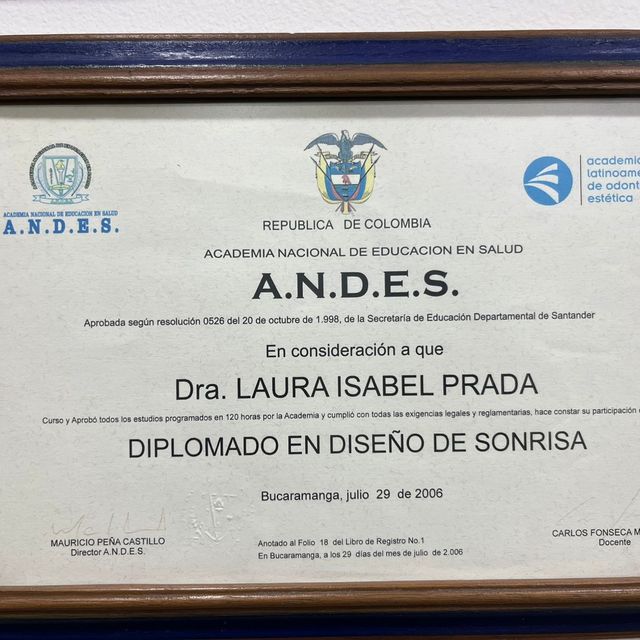 ACADEMIA NACIONAL DE EDUCACION EN SALUD
A.N.D.E.S.
academia
latinoame
de odont
estética
REPUBLICA DE COLOMBIA
ACADEMIA NACIONAL DE EDUCACION EN SALUD
A.N.D.E.S.
Aprobada según resolución 0526 del 20 de octubre de 1.998, de la Secretaría de Educación Departamental de Santander
En consideración a que
Dra. LAURA ISABEL PRADA
Curso y Aprobó todos los estudios programados en 120 horas por la Academia y cumplió con todas las exigencias legales y reglamentarias, hace constar su participación
DIPLOMADO EN DISEÑO DE SONRISA
Bucaramanga, julio 29 de 2006
MAURICIO PEÑA CASTILLO
Director A.N.D.E.S.
Anotado al Folio 18 del Libro de Registro No.1
En Bucaramanga, a los 29 días del mes de julio de 2.006
CARLOS FONSECA M
Docente